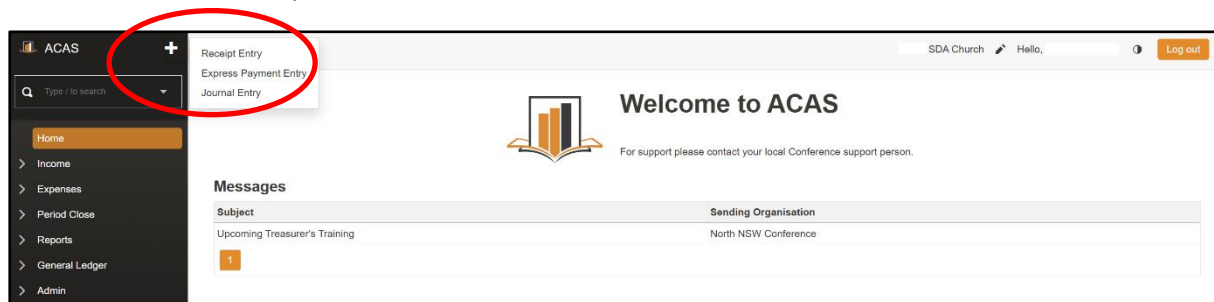 ACAS +
Type / to search
Home
Income
Expenses
Period Close
Reports
General Ledger
Admin
Receipt Entry
Express Payment Entry
Journal Entry
SDA Church Hello, Log out
Welcome to ACAS
For support please contact your local Conference support person.
Messages
Subject Sending Organisation
Upcoming Treasurer's Training North NSW Conference
1